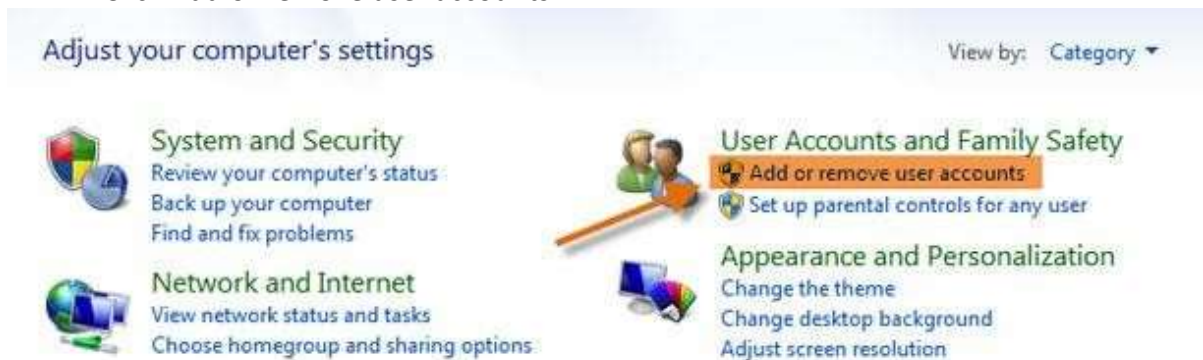 Adjust your computer's settings
View by: Category
System and Security
Review your computer's status
Back up your computer
Find and fix problems
Network and Internet
View network status and tasks
Choose homegroup and sharing options
User Accounts and Family Safety
Add or remove user accounts
Set up parental controls for any user
Appearance and Personalization
Change the theme
Change desktop background
Adjust screen resolution